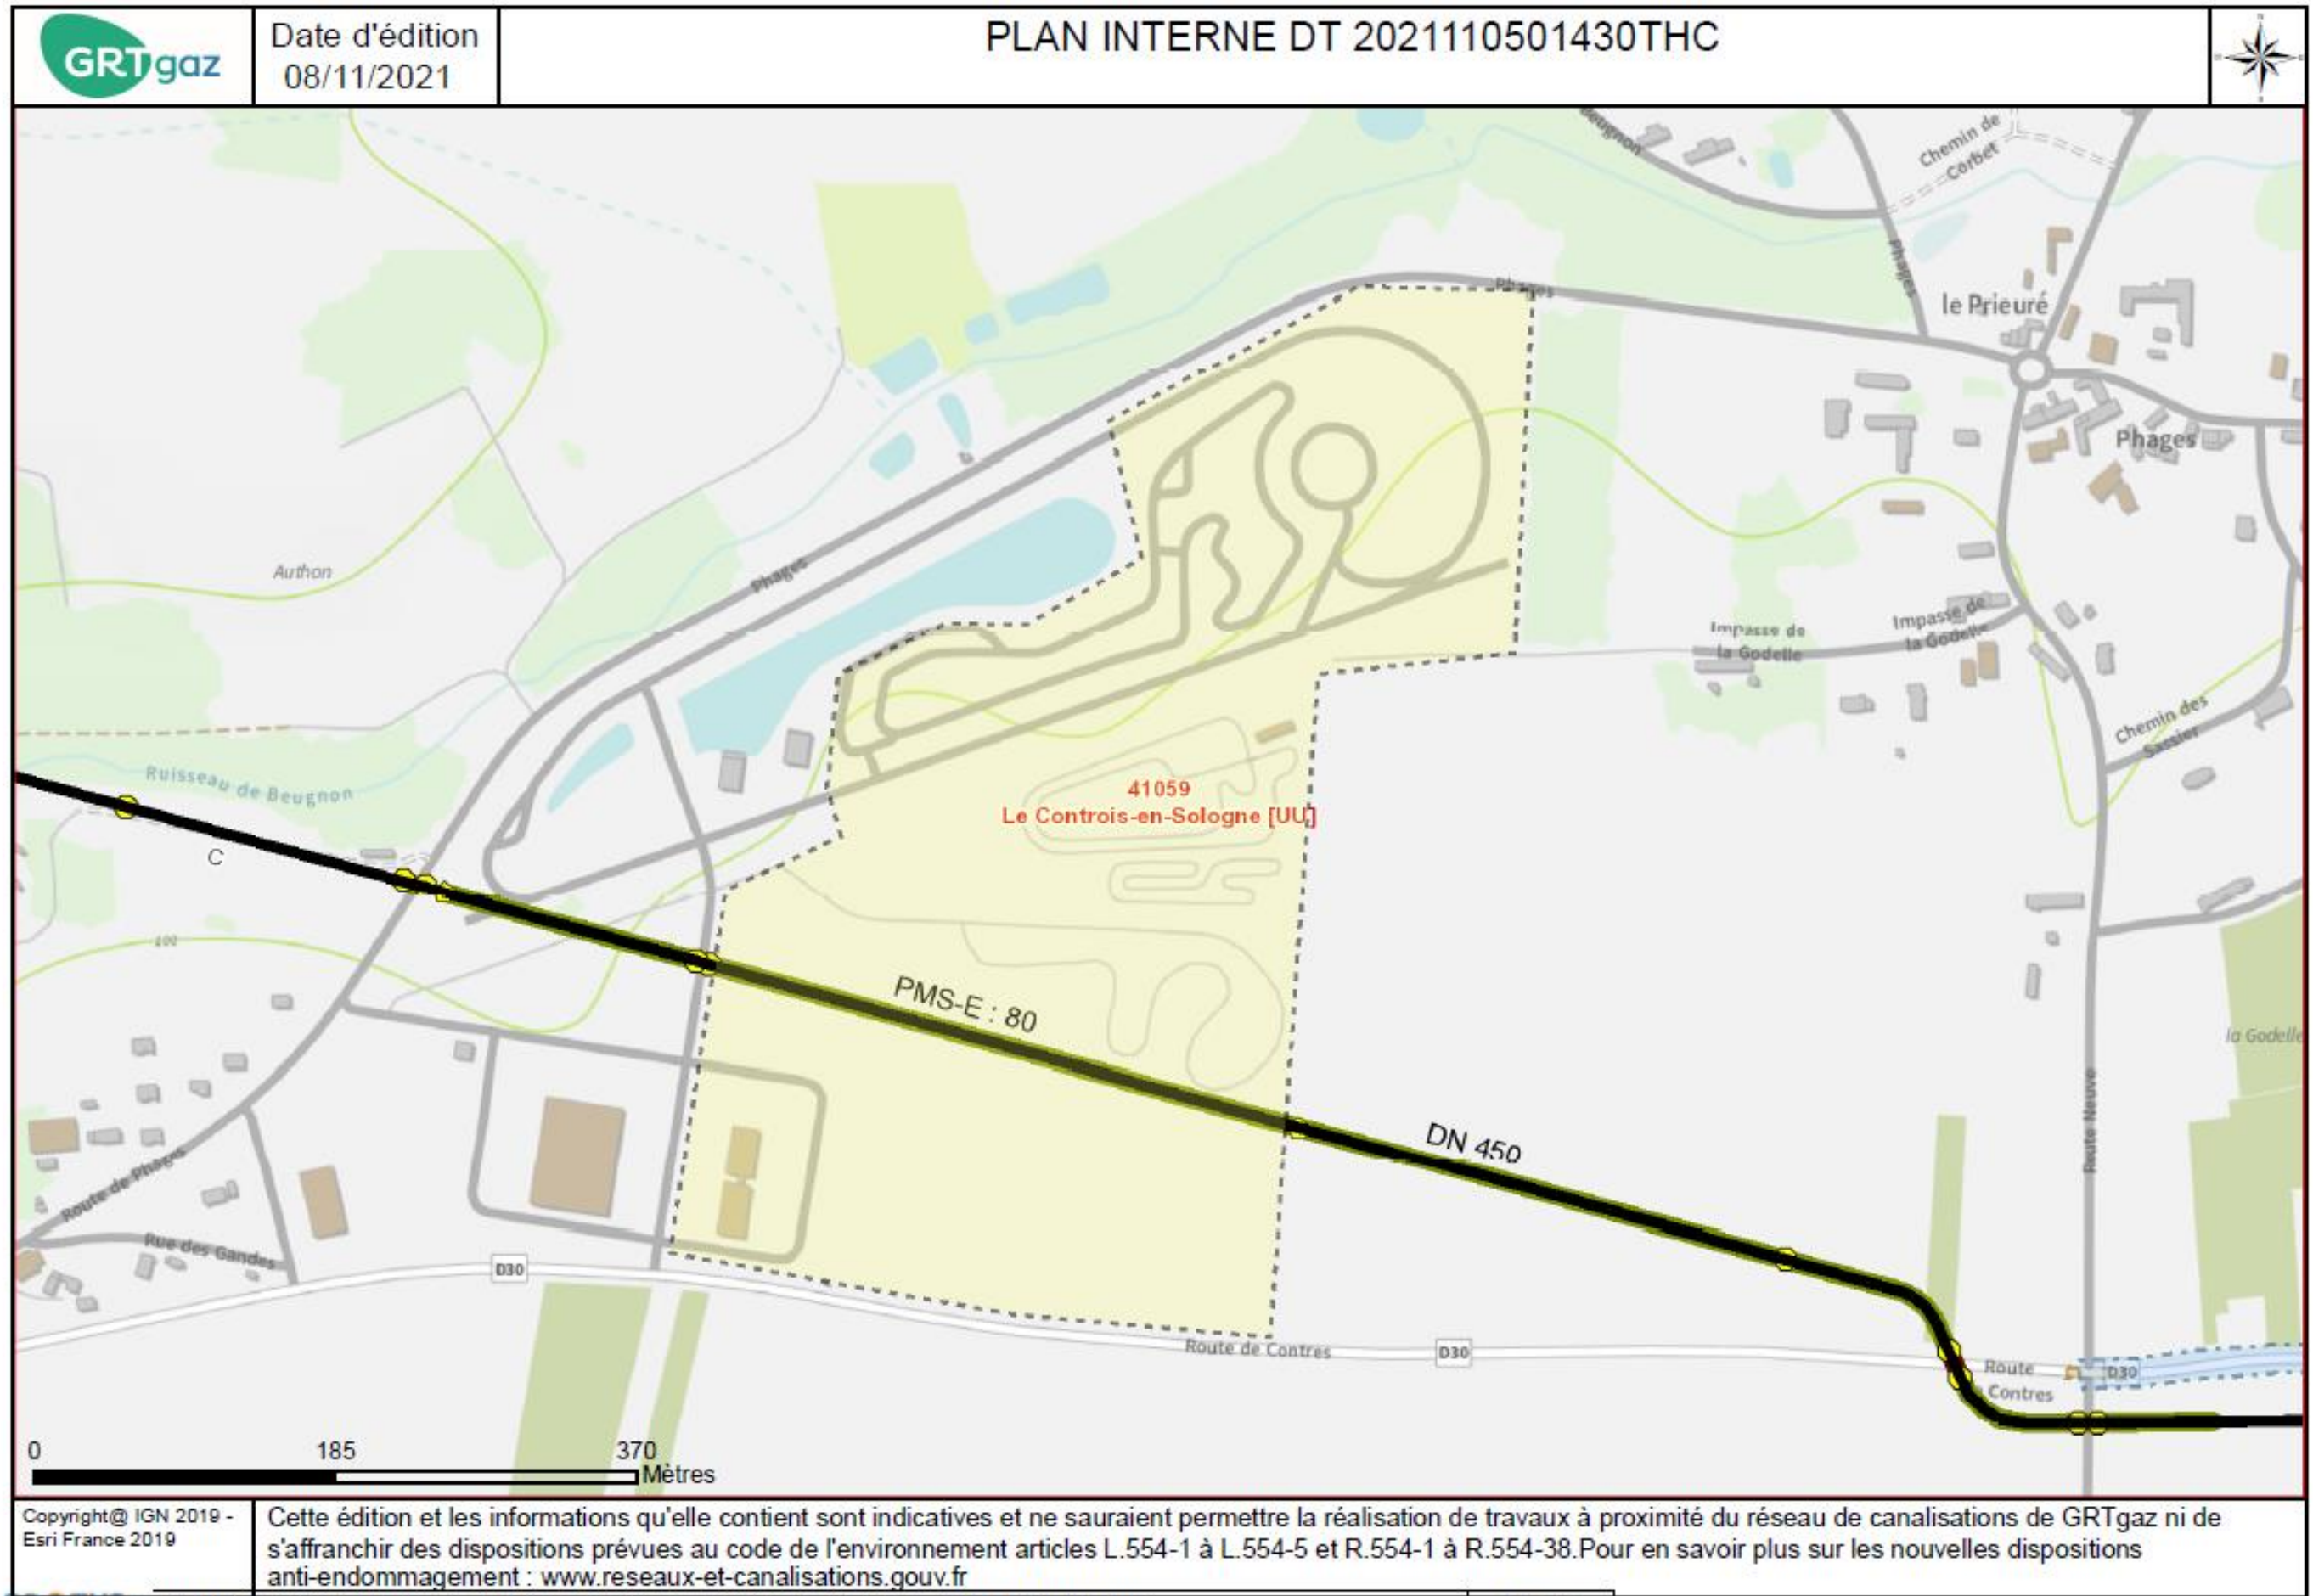 GRTgaz
Date d'édition
08/11/2021
PLAN INTERNE DT 2021110501430THC
Beugnon
Chemin de
Corbet
Phages
Phages
le Prieuré
Phages
Authon
Phages
Impasse de
la Godelle
Impasse de
la Godelle
Chemin des
Sassier
Ruisseau de Beugnon
41059
Le Controis-en-Sologne [UU]
C
PMS-E : 80
DN 450
la Godelle
Route Neuve
Route de Phages
Rue des Gandes
D30
Route de Contres
D30
Route
Contres
D30
0 185 370
Mètres
Copyright@ IGN 2019 -
Esri France 2019
Cette édition et les informations qu'elle contient sont indicatives et ne sauraient permettre la réalisation de travaux à proximité du réseau de canalisations de GRTgaz ni de
s'affranchir des dispositions prévues au code de l'environnement articles L.554-1 à L.554-5 et R.554-1 à R.554-38.Pour en savoir plus sur les nouvelles dispositions
anti-endommagement : www.reseaux-et-canalisations.gouv.fr